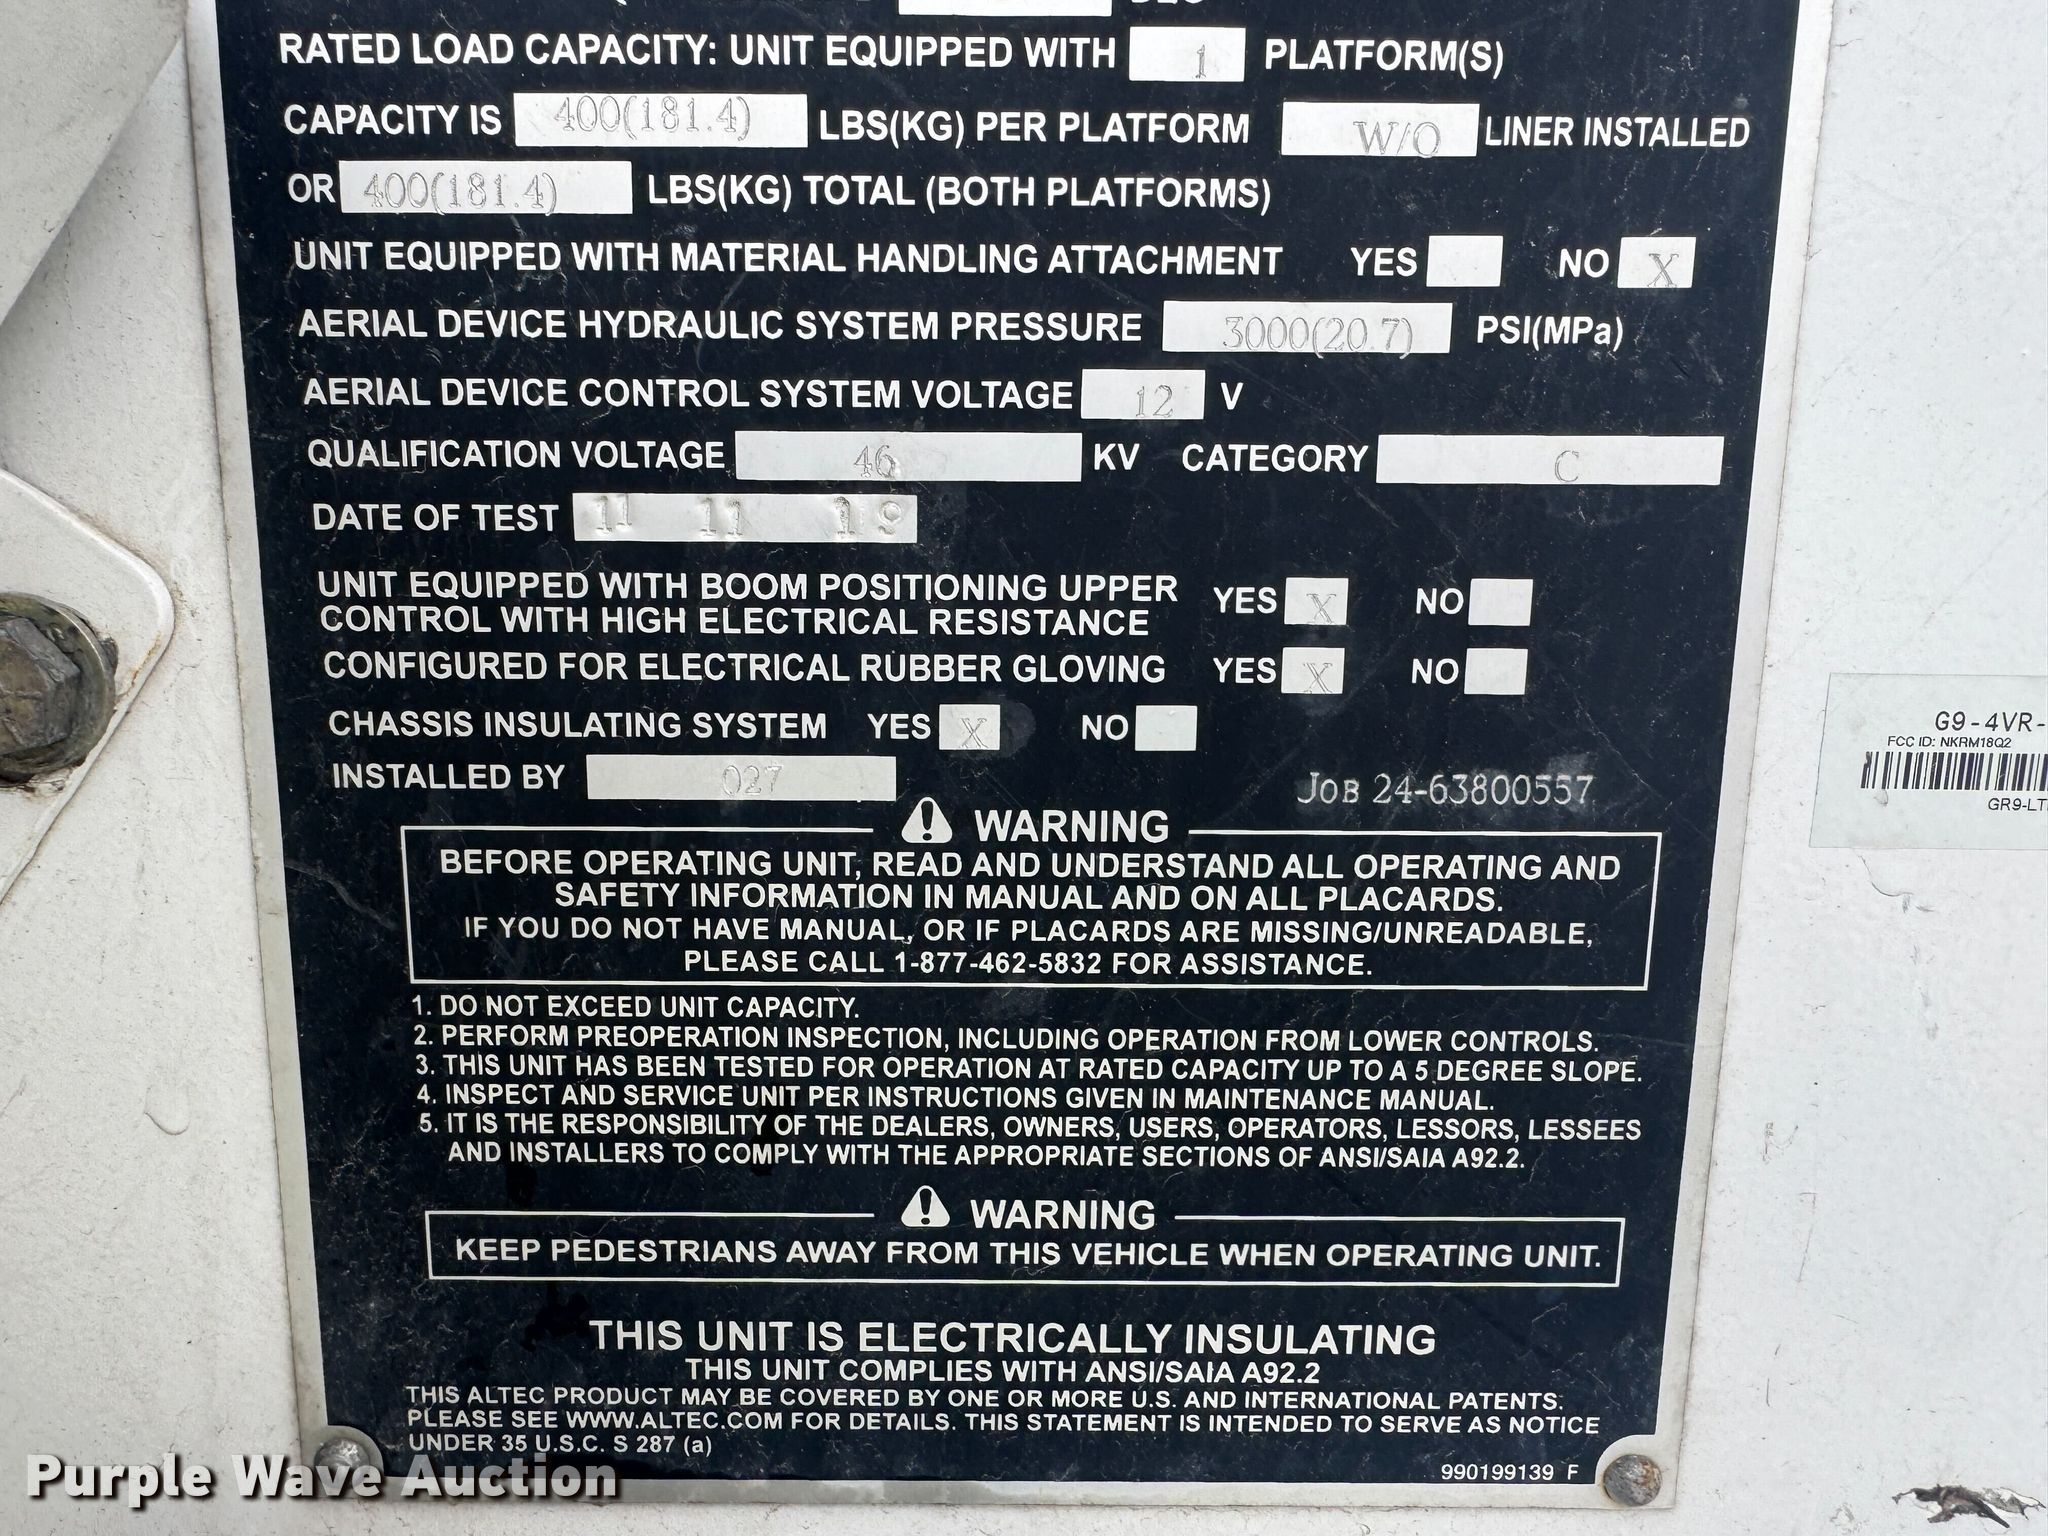 RATED LOAD CAPACITY: UNIT EQUIPPED WITH 1 PLATFORM(S)
CAPACITY IS 400(181.4) LBS(KG) PER PLATFORM W/O LINER INSTALLED
OR 400(181.4) LBS(KG) TOTAL (BOTH PLATFORMS)
UNIT EQUIPPED WITH MATERIAL HANDLING ATTACHMENT YES NO X
AERIAL DEVICE HYDRAULIC SYSTEM PRESSURE 3000(20.7) PSI(MPa)
AERIAL DEVICE CONTROL SYSTEM VOLTAGE 12 V
QUALIFICATION VOLTAGE 46 KV CATEGORY C
DATE OF TEST 11 11
UNIT EQUIPPED WITH BOOM POSITIONING UPPER YES X NO
CONTROL WITH HIGH ELECTRICAL RESISTANCE
CONFIGURED FOR ELECTRICAL RUBBER GLOVING YES X NO
CHASSIS INSULATING SYSTEM YES X NO
INSTALLED BY 027
JOB 24-63800557
WARNING
BEFORE OPERATING UNIT, READ AND UNDERSTAND ALL OPERATING AND
SAFETY INFORMATION IN MANUAL AND ON ALL PLACARDS.
IF YOU DO NOT HAVE MANUAL, OR IF PLACARDS ARE MISSING/UNREADABLE,
PLEASE CALL 1-877-462-5832 FOR ASSISTANCE.
1. DO NOT EXCEED UNIT CAPACITY.
2. PERFORM PREOPERATION INSPECTION, INCLUDING OPERATION FROM LOWER CONTROLS.
3. THIS UNIT HAS BEEN TESTED FOR OPERATION AT RATED CAPACITY UP TO A 5 DEGREE SLOPE.
4. INSPECT AND SERVICE UNIT PER INSTRUCTIONS GIVEN IN MAINTENANCE MANUAL.
5. IT IS THE RESPONSIBILITY OF THE DEALERS, OWNERS, USERS, OPERATORS, LESSORS, LESSEES
AND INSTALLERS TO COMPLY WITH THE APPROPRIATE SECTIONS OF ANSI/SAIA A92.2.
WARNING
KEEP PEDESTRIANS AWAY FROM THIS VEHICLE WHEN OPERATING UNIT.
THIS UNIT IS ELECTRICALLY INSULATING
THIS UNIT COMPLIES WITH ANSI/SAIA A92.2
THIS ALTEC PRODUCT MAY BE COVERED BY ONE OR MORE U.S. AND INTERNATIONAL PATENTS.
PLEASE SEE WWW.ALTEC.COM FOR DETAILS. THIS STATEMENT IS INTENDED TO SERVE AS NOTICE
UNDER 35 U.S.C. S 287 (a)
990199139 F
G9-4VR-
FCC ID: NKRM18Q2
GR9-LT
Purple Wave Auction